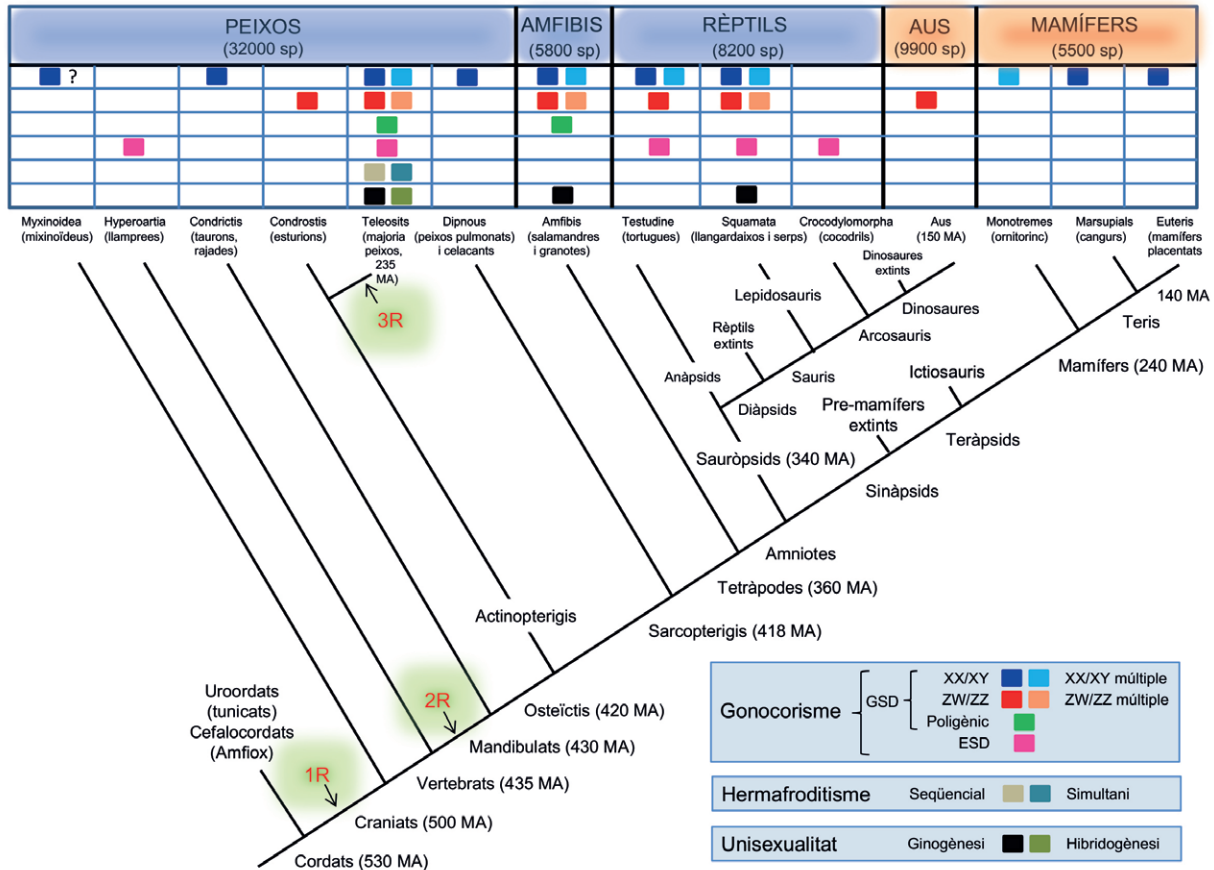 PEIXOS
(32000 sp)
AMFIBIS
(5800 sp)
RÈPTILS
(8200 sp)
AUS
(9900 sp)
MAMÍFERS
(5500 sp)
?
Myxinoidea
(mixinoïdeus)
Hyperoartia
(llamprees)
Condrictis
(taurons,
rajades)
Condrostis
(esturions)
Teleosits
(majoria
peixos,
235
MA)
Dipnous
(peixos pulmonats)
i celacants
Amfibis
(salamandres
i granotes)
Testudine
(tortugues)
Squamata
(llangardaixos i serps)
Crocodylomorpha
(cocodrils)
Aus
(150 MA)
Monotremes
(ornitorinc)
Marsupials
(cangurs)
Euteris
(mamífers
placentats
Dinosaures
extints
3R
Lepidosauris
Dinosaures
140 MA
Teris
Rèptils
extints
Arcosauris
Mamífers (240 MA)
Anàpsids
Sauris
Ictiosauris
Diàpsids
Pre-mamífers
extints
Teràpsids
Sauròpsids (340 MA)
Sinàpsids
Amniotes
Tetràpodes (360 MA)
Actinopterigis
Sarcopterigis (418 MA)
Uroordats
(tunicats)
Cefalocordats
(Amfiox)
2R
Osteïctis (420 MA)
Mandibulats (430 MA)
1R
Vertebrats (435 MA)
Craniats (500 MA)
Cordats (530 MA)
Gonocorisme
GSD
XX/XY XX/XY múltiple
ZW/ZZ ZW/ZZ múltiple
Poligènic
ESD
Hermafroditisme Seqüencial Simultani
Unisexualitat Ginogènesi Hibridogènesi